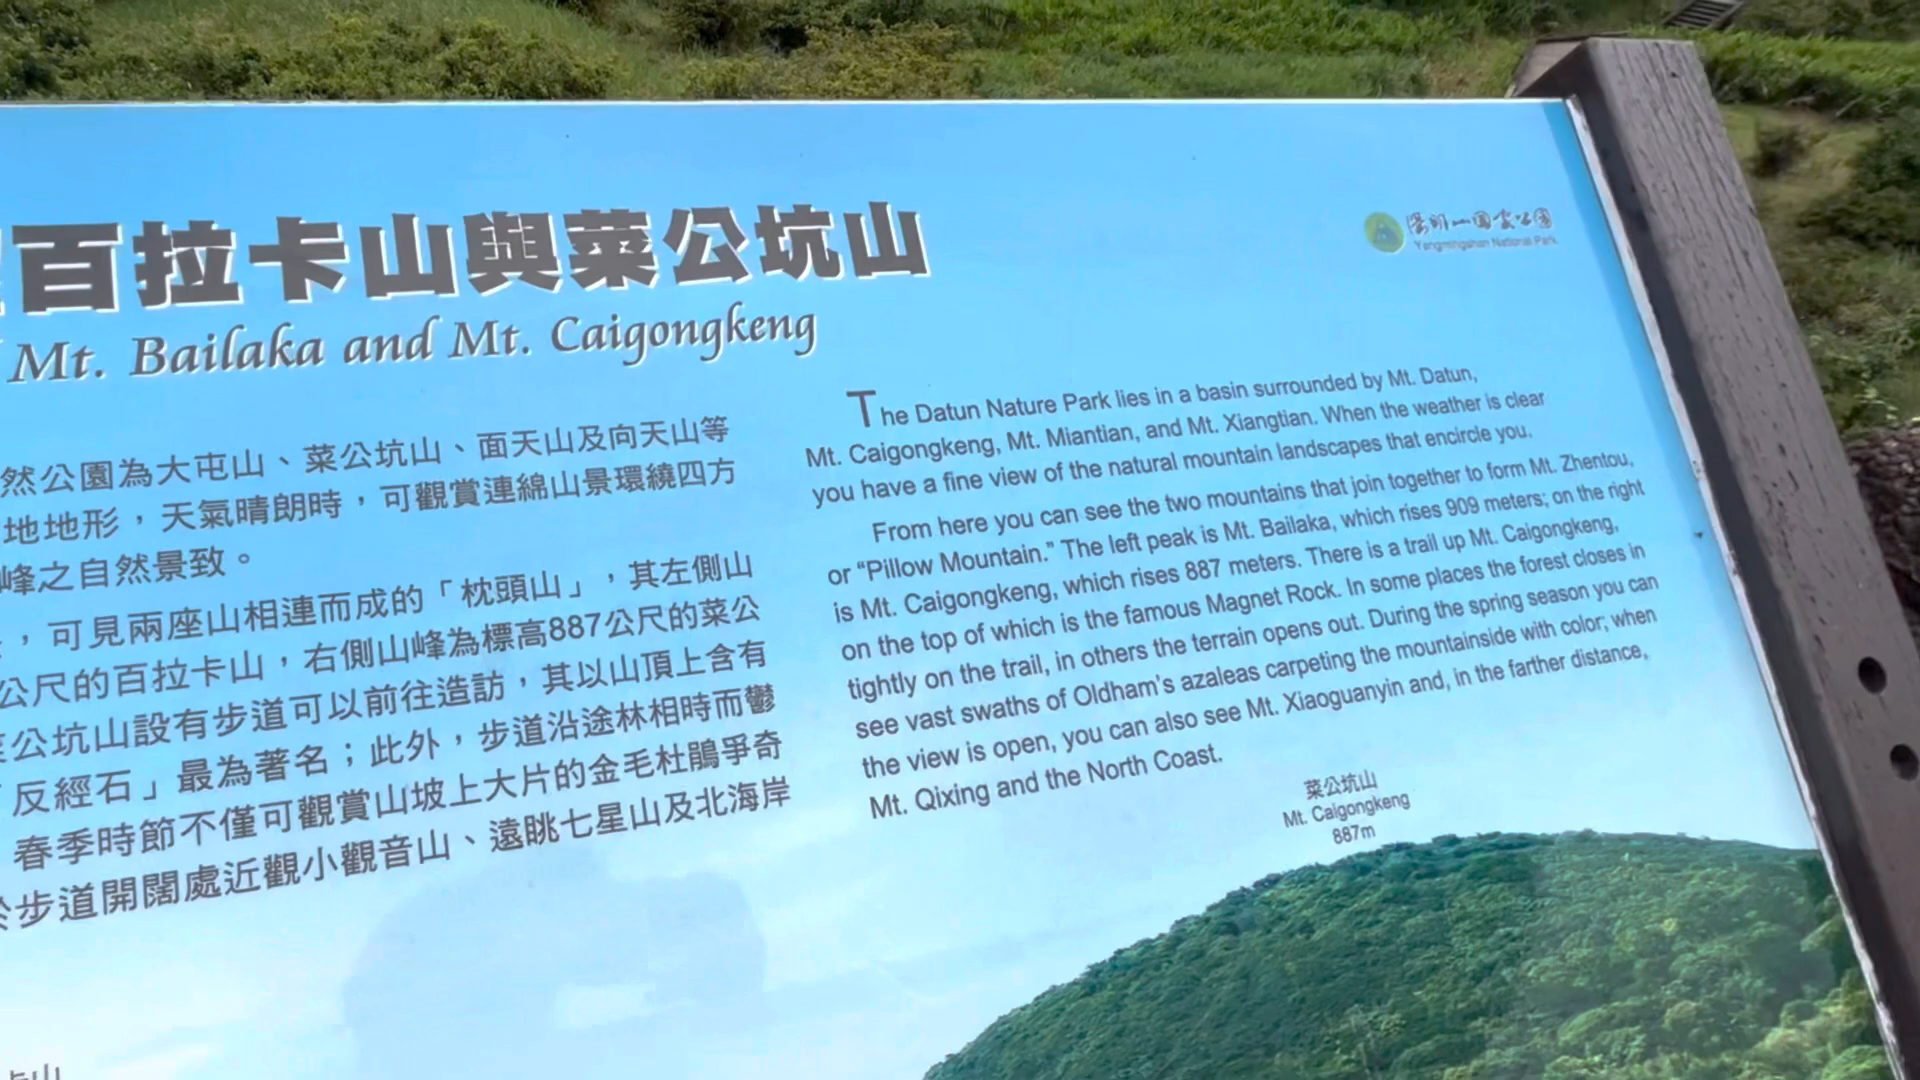 百拉卡山與菜公坑山
Mt. Bailaka and Mt. Caigongkeng
陽明山國家公園
Yangmingshan National Park
然公園為大屯山、菜公坑山、面天山及向天山等
地地形，天氣晴朗時，可觀賞連綿山景環繞四方
峰之自然景致。
，可見兩座山相連而成的「枕頭山」，其左側山
公尺的百拉卡山，右側山峰為標高887公尺的菜公
菜公坑山設有步道可以前往造訪，其以山頂上含有
「反經石」最為著名；此外，步道沿途林相時而鬱
春季時節不僅可觀賞山坡上大片的金毛杜鵑爭奇
於步道開闊處近觀小觀音山、遠眺七星山及北海岸
The Datun Nature Park lies in a basin surrounded by Mt. Datun,
Mt. Caigongkeng, Mt. Miantian, and Mt. Xiangtian. When the weather is clear
you have a fine view of the natural mountain landscapes that encircle you.
From here you can see the two mountains that join together to form Mt. Zhentou,
or “Pillow Mountain.” The left peak is Mt. Bailaka, which rises 909 meters; on the right
is Mt. Caigongkeng, which rises 887 meters. There is a trail up Mt. Caigongkeng,
on the top of which is the famous Magnet Rock. In some places the forest closes in
tightly on the trail, in others the terrain opens out. During the spring season you can
see vast swaths of Oldham’s azaleas carpeting the mountainside with color; when
the view is open, you can also see Mt. Xiaoguanyin and, in the farther distance,
Mt. Qixing and the North Coast.
菜公坑山
Mt. Caigongkeng
887m
卡山